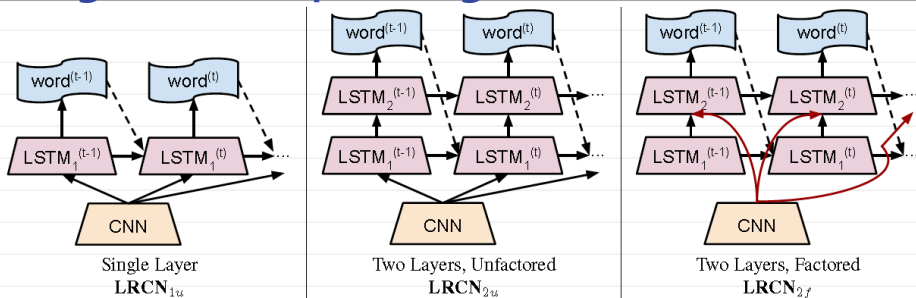 word(t-1) word(t)
LSTM1(t-1) LSTM1(t) ...
CNN
Single Layer
LRCN1u
word(t-1) word(t)
LSTM2(t-1) LSTM2(t) ...
LSTM1(t-1) LSTM1(t) ...
CNN
Two Layers, Unfactored
LRCN2u
word(t-1) word(t)
LSTM2(t-1) LSTM2(t) ...
LSTM1(t-1) LSTM1(t) ...
CNN
Two Layers, Factored
LRCN2f